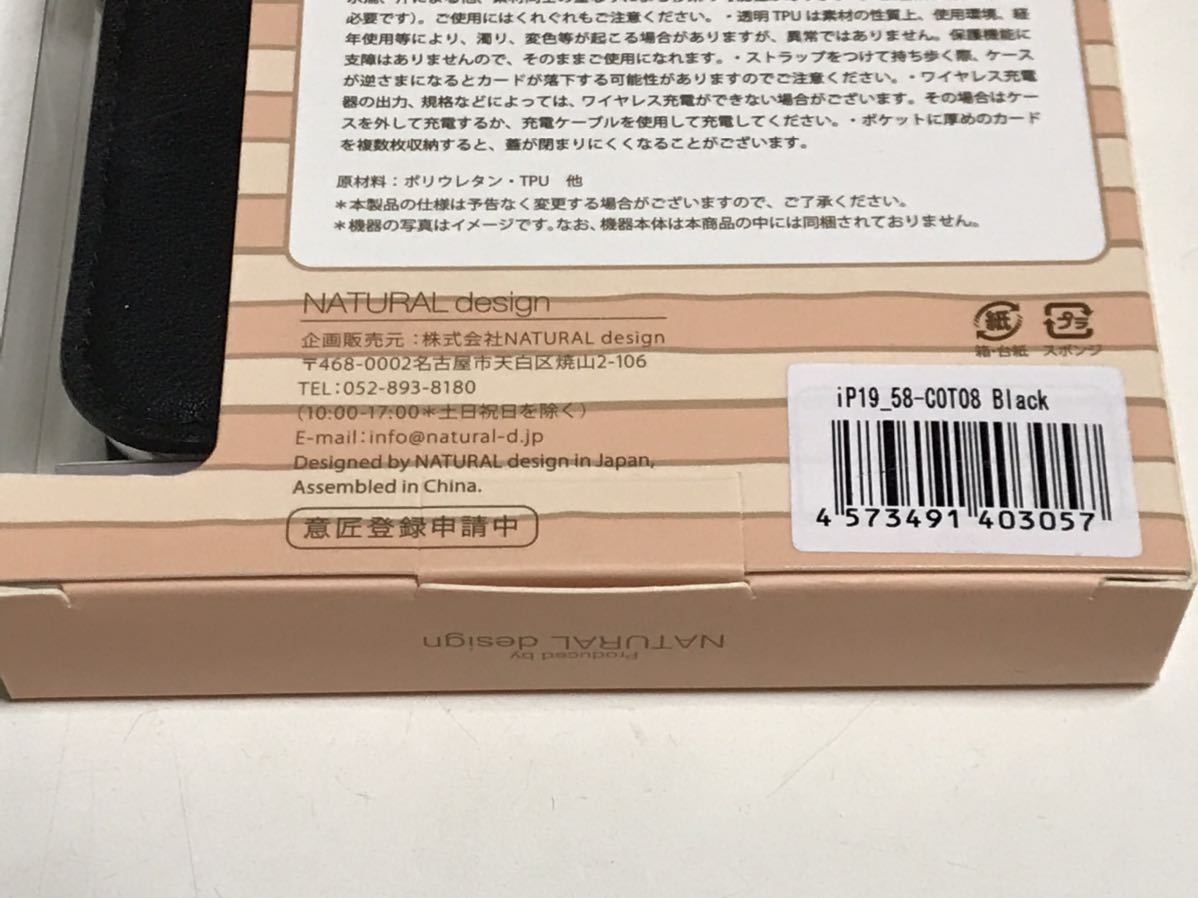 必要です)。ご使用にはくれぐれもご注意ください。・透明TPUは素材の性質上、使用環境、経
年使用等により、濁り、変色等が起こる場合がありますが、異常ではありません。保護機能に
支障はありませんので、そのままご使用になれます。・ストラップをつけて持ち歩く際、ケース
が逆さまになるとカードが落下する可能性がありますのでご注意ください。・ワイヤレス充電
器の出力、規格などによっては、ワイヤレス充電ができない場合がございます。その場合はケー
スを外して充電するか、充電ケーブルを使用して充電してください。・ポケットに厚めのカード
を複数枚収納すると、蓋が閉まりにくくなることがございます。
原材料：ポリウレタン・TPU 他
＊本製品の仕様は予告なく変更する場合がございますので、ご了承ください。
＊機器の写真はイメージです。なお、機器本体は本商品の中には同梱されておりません。
NATURAL design
企画販売元：株式会社NATURAL design
〒468-0002名古屋市天白区焼山2-106
TEL：052-893-8180
(10:00-17:00＊土日祝日を除く)
E-mail：info@natural-d.jp
Designed by NATURAL design in Japan,
Assembled in China.
意匠登録申請中
紙 プラ
箱・台紙 スポンジ
iP19_58-COT08 Black
4 573491 403057
Produced by
NATURAL design